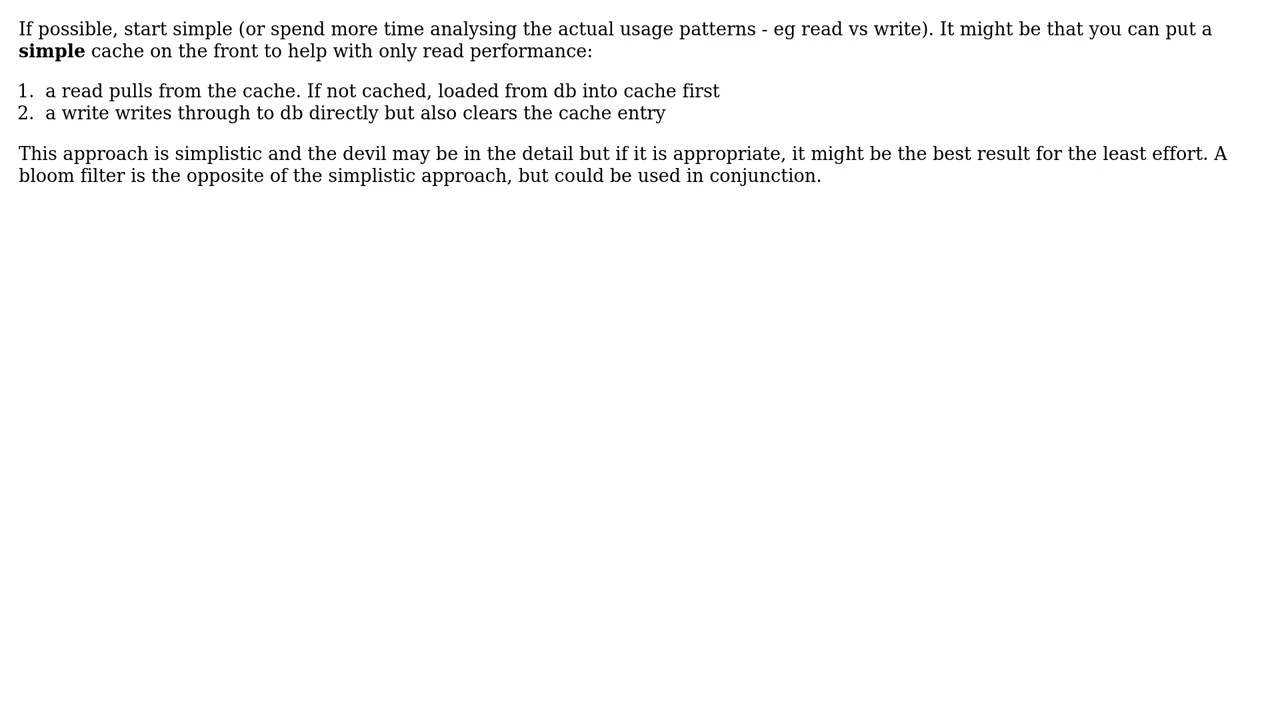 If possible, start simple (or spend more time analysing the actual usage patterns - eg read vs write). It might be that you can put a
simple cache on the front to help with only read performance:
1. a read pulls from the cache. If not cached, loaded from db into cache first
2. a write writes through to db directly but also clears the cache entry
This approach is simplistic and the devil may be in the detail but if it is appropriate, it might be the best result for the least effort. A
bloom filter is the opposite of the simplistic approach, but could be used in conjunction.